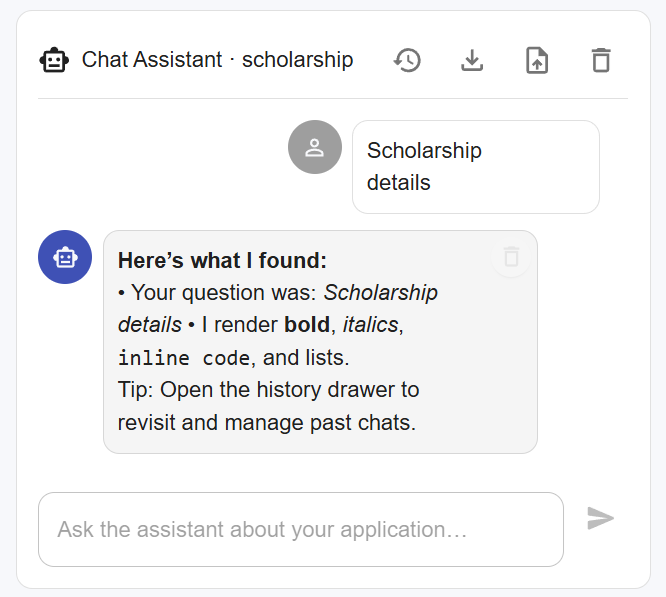 Chat Assistant · scholarship
Scholarship
details
Here’s what I found:
• Your question was: Scholarship
details • I render bold, italics,
inline code, and lists.
Tip: Open the history drawer to
revisit and manage past chats.
Ask the assistant about your application…